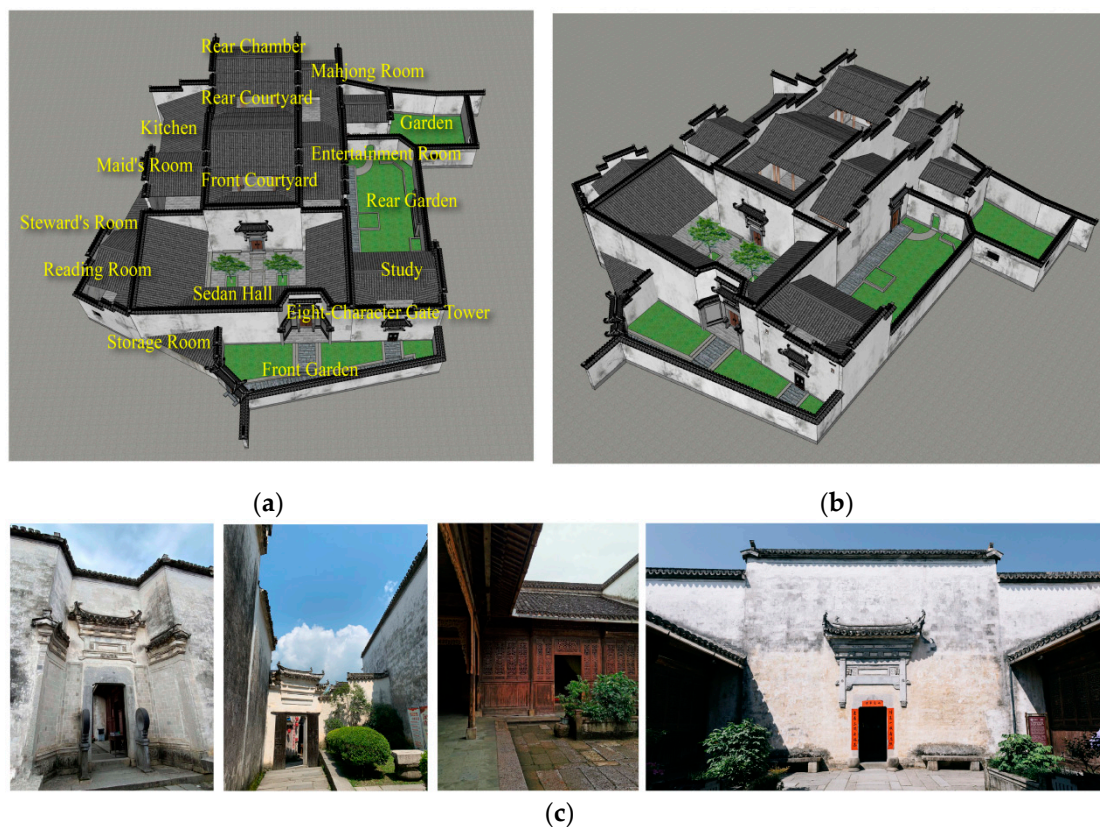 Rear Chamber
Mahjong Room
Rear Courtyard
Garden
Kitchen
Entertainment Room
Maid's Room
Front Courtyard
Rear Garden
Steward's Room
Reading Room
Study
Sedan Hall
Eight-Character Gate Tower
Storage Room
Front Garden
(a)
(b)
(c)